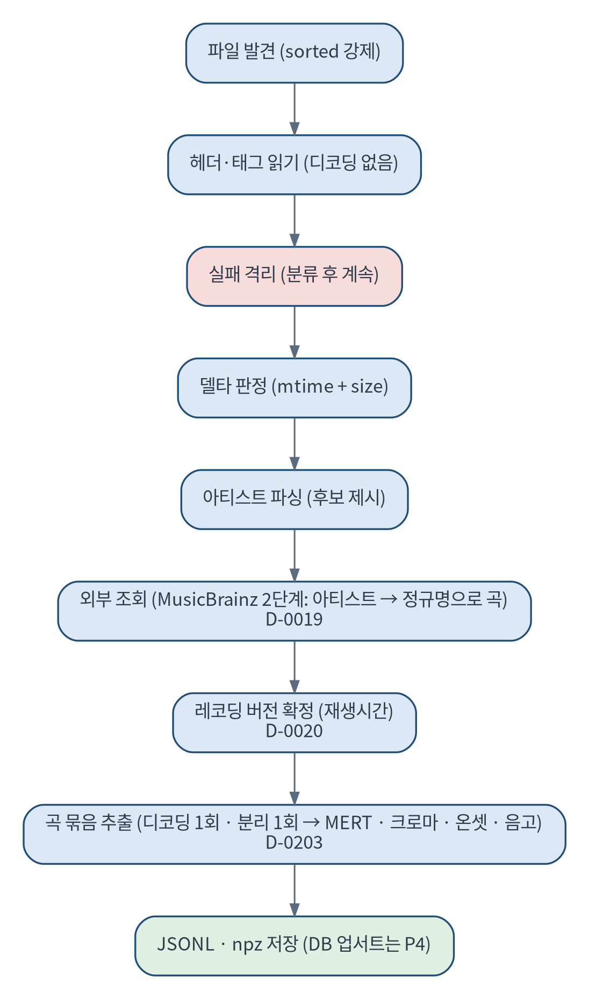 파일 발견 (sorted 강제)
헤더·태그 읽기 (디코딩 없음)
실패 격리 (분류 후 계속)
델타 판정 (mtime + size)
아티스트 파싱 (후보 제시)
외부 조회 (MusicBrainz 2단계: 아티스트 → 정규명으로 곡)
D-0019
레코딩 버전 확정 (재생시간)
D-0020
곡 묶음 추출 (디코딩 1회 · 분리 1회 → MERT · 크로마 · 온셋 · 음고)
D-0203
JSONL · npz 저장 (DB 업서트는 P4)